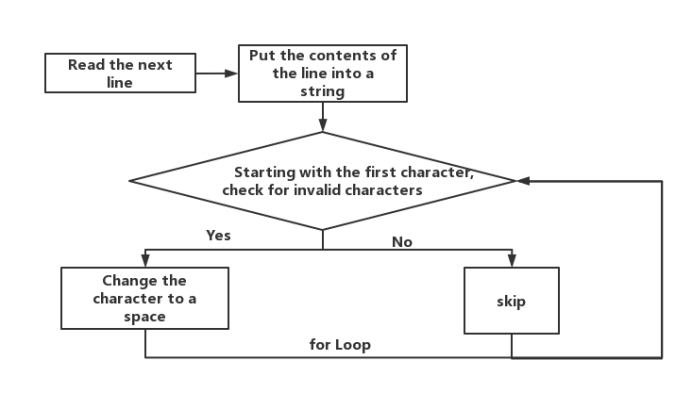 Read the next
line
Put the contents of
the line into a
string
Starting with the first character,
check for invalid characters
Yes
No
Change the
character to a
space
skip
for Loop